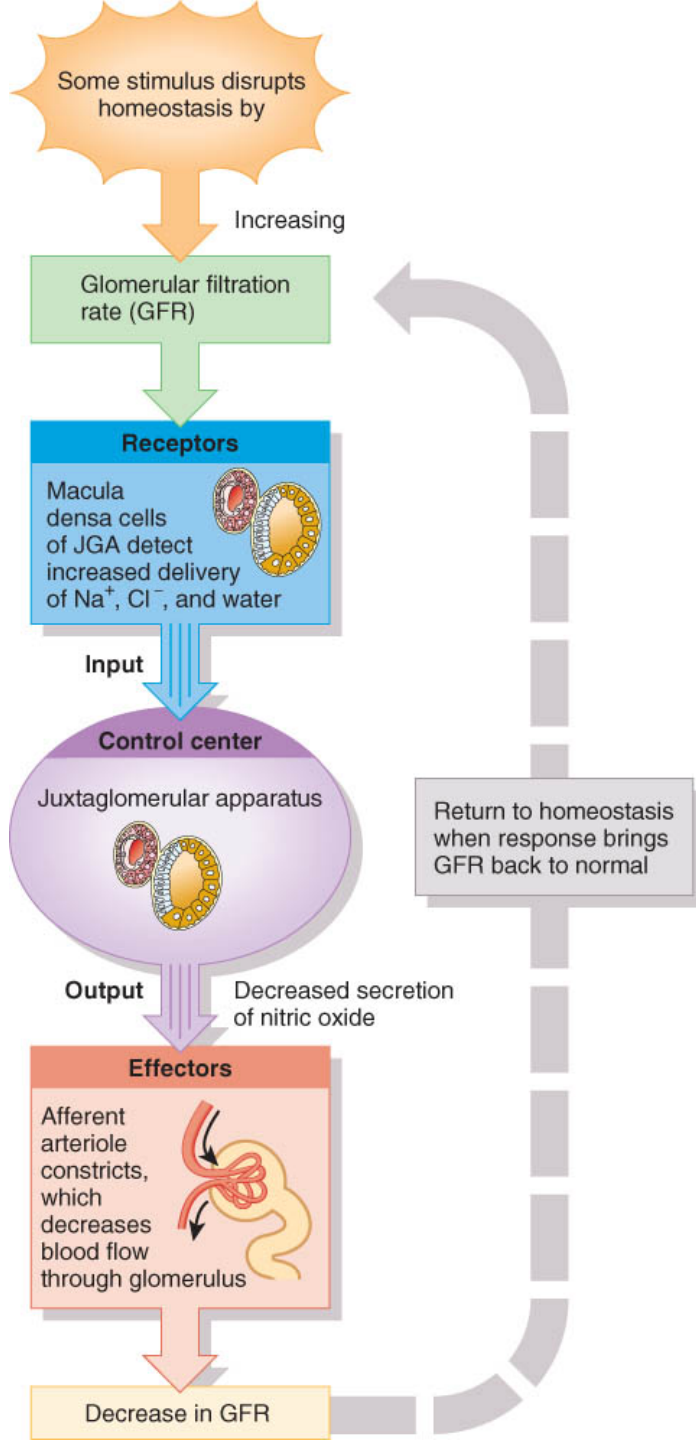 Some stimulus disrupts
homeostasis by
Increasing
Glomerular filtration
rate (GFR)
Receptors
Macula
densa cells
of JGA detect
increased delivery
of Na⁺, Cl⁻, and water
Input
Control center
Juxtaglomerular apparatus
Output
Decreased secretion
of nitric oxide
Effectors
Afferent
arteriole
constricts,
which
decreases
blood flow
through glomerulus
Decrease in GFR
Return to homeostasis
when response brings
GFR back to normal